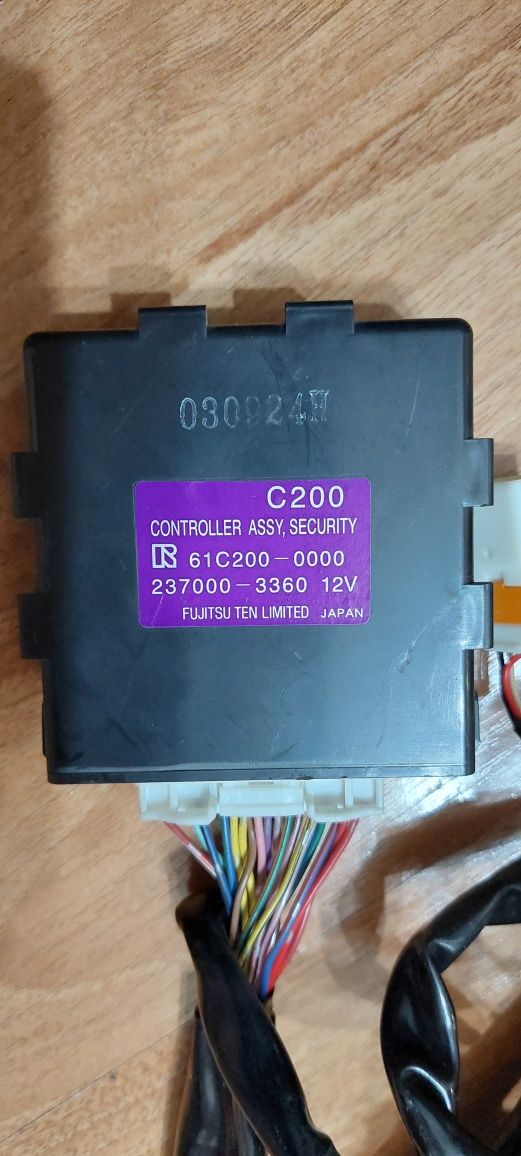 030924H
C200
CONTROLLER ASSY, SECURITY
R 61C200-0000
237000-3360 12V
FUJITSU TEN LIMITED JAPAN